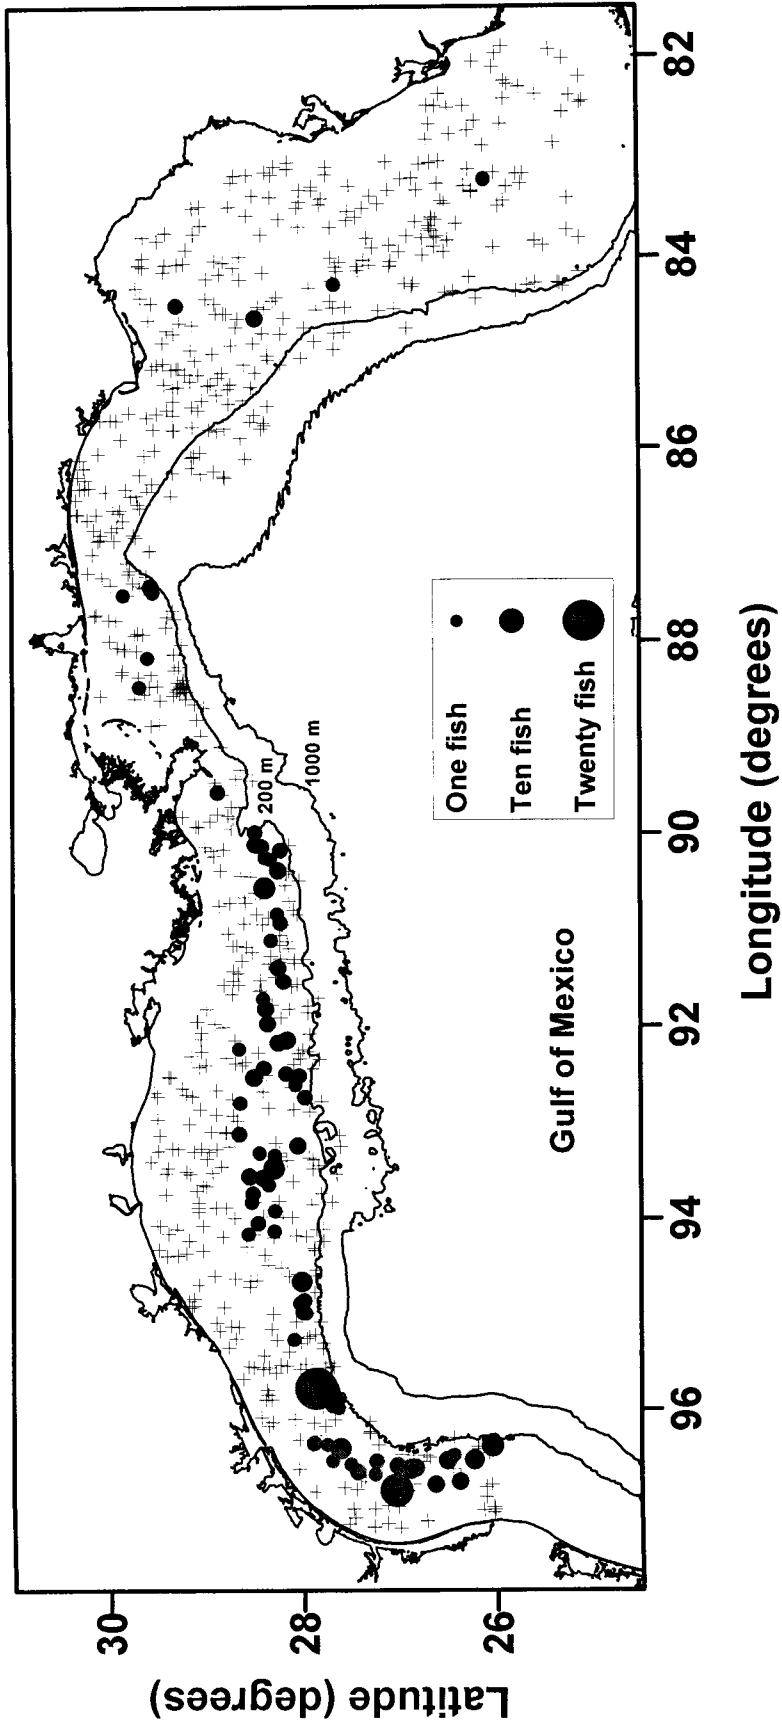 Latitude (degrees)
30
28
26
200 m
1000 m
Gulf of Mexico
One fish
Ten fish
Twenty fish
96
94
92
90
88
86
84
82
Longitude (degrees)